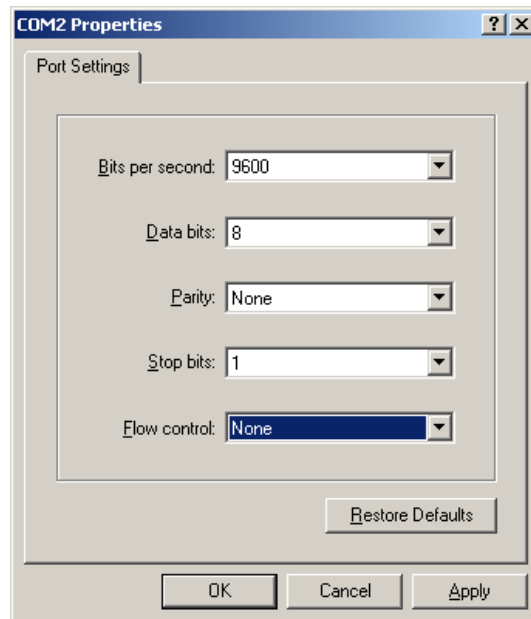 COM2 Properties
Port Settings
Bits per second: 9600
Data bits: 8
Parity: None
Stop bits: 1
Flow control: None
Restore Defaults
OK Cancel Apply